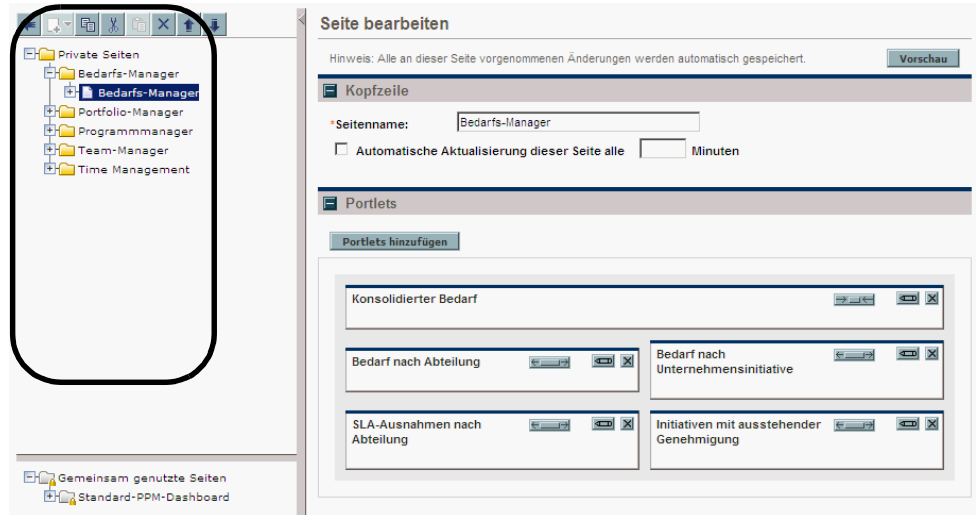 Private Seiten
Bedarfs-Manager
Bedarfs-Manager
Portfolio-Manager
Programmmanager
Team-Manager
Time Management
Gemeinsam genutzte Seiten
Standard-PPM-Dashboard
Seite bearbeiten
Hinweis: Alle an dieser Seite vorgenommenen Änderungen werden automatisch gespeichert.
Vorschau
Kopfzeile
*Seitenname: Bedarfs-Manager
Automatische Aktualisierung dieser Seite alle Minuten
Portlets
Portlets hinzufügen
Konsolidierter Bedarf
Bedarf nach Abteilung
Bedarf nach
Unternehmensinitiative
SLA-Ausnahmen nach
Abteilung
Initiativen mit ausstehender
Genehmigung